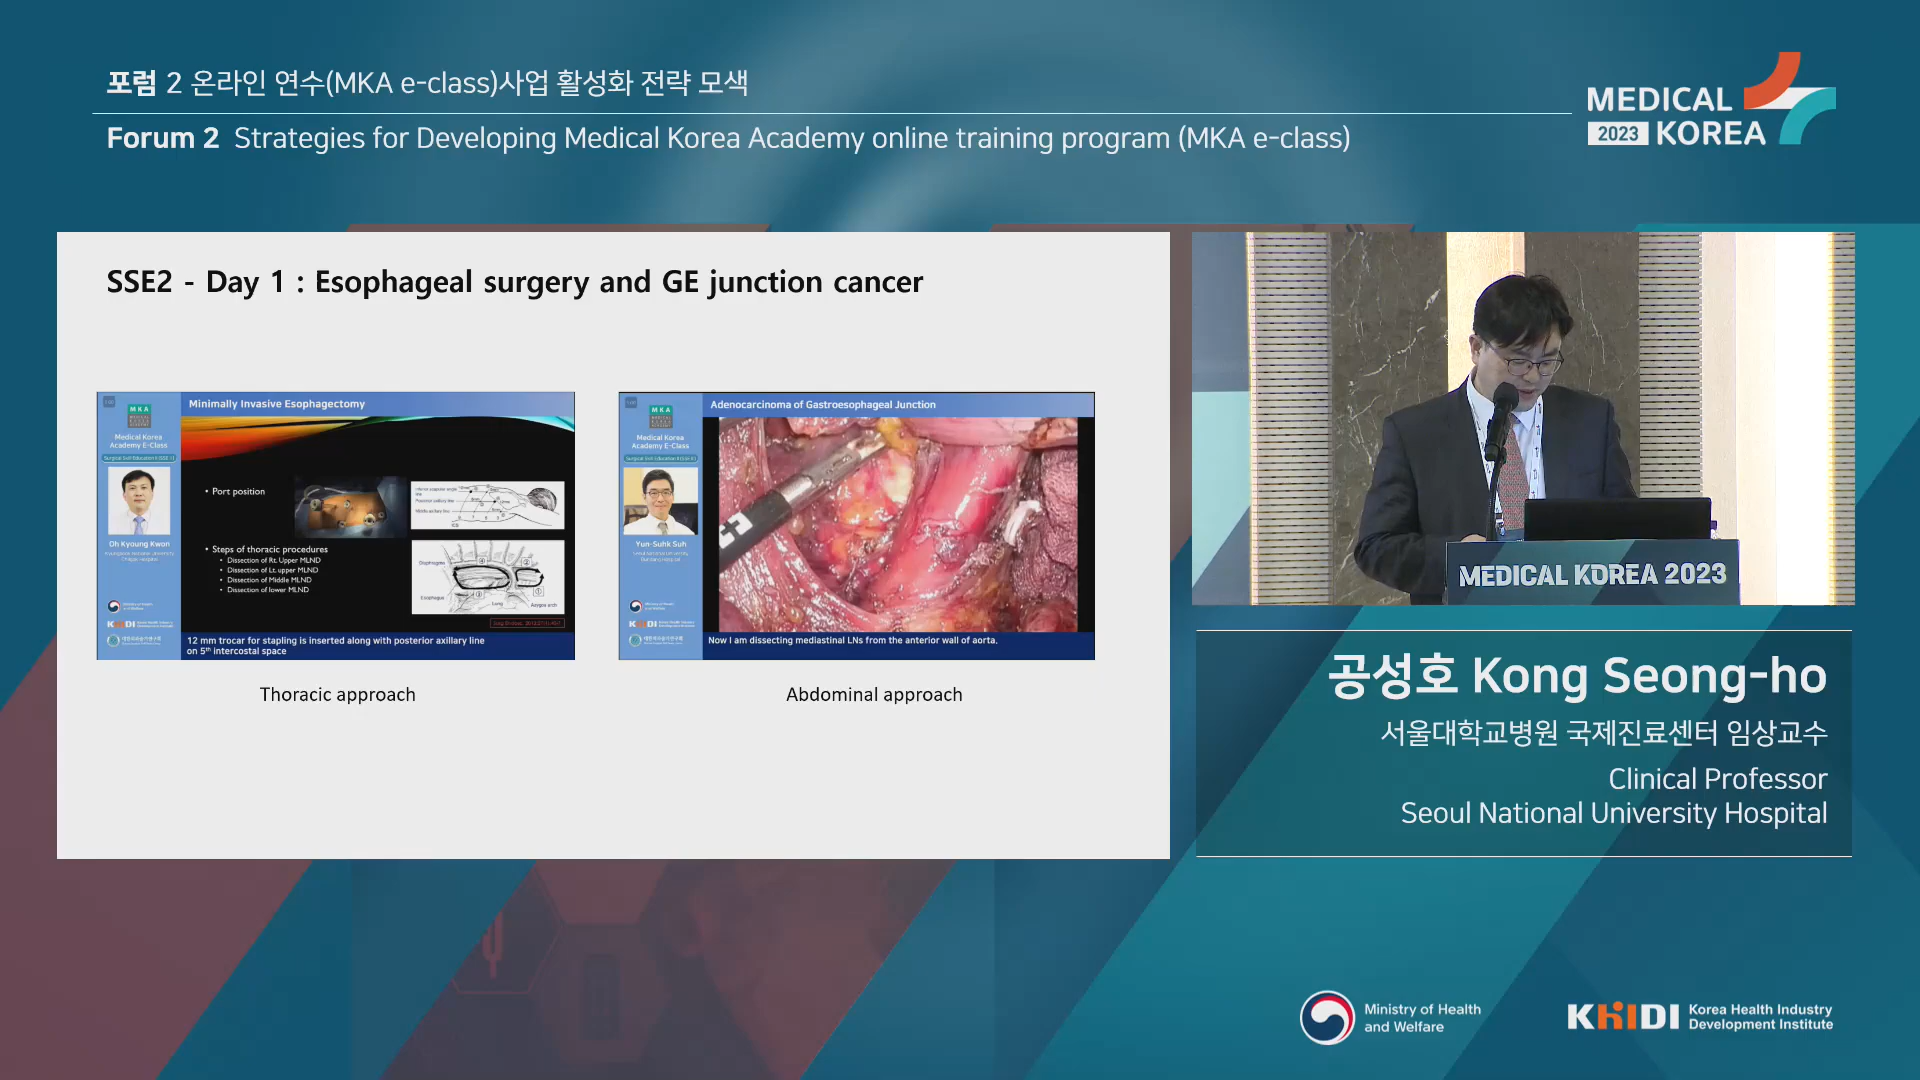 포럼 2 온라인 연수(MKA e-class)사업 활성화 전략 모색
Forum 2 Strategies for Developing Medical Korea Academy online training program (MKA e-class)
MEDICAL
2023 KOREA
SSE2 - Day 1 : Esophageal surgery and GE junction cancer
MKA
Medical Korea
Academy E-Class
Oh Kyoung Kwon
Minimally Invasive Esophagectomy
• Port position
• Steps of thoracic procedures
• Dissection of Rt. Upper MLND
• Dissection of Lt. upper MLND
• Dissection of Middle MLND
• Dissection of lower MLND
Diaphragm
Esophagus
Lung
Azygos arch
12 mm trocar for stapling is inserted along with posterior axillary line
on 5th intercostal space
Thoracic approach
MKA
Medical Korea
Academy E-Class
Yun-Suhk Suh
Adenocarcinoma of Gastroesophageal Junction
Now I am dissecting mediastinal LNs from the anterior wall of aorta.
Abdominal approach
MEDICAL KOREA 2023
공성호 Kong Seong-ho
서울대학교병원 국제진료센터 임상교수
Clinical Professor
Seoul National University Hospital
Ministry of Health
and Welfare
KHIDI
Korea Health Industry
Development Institute